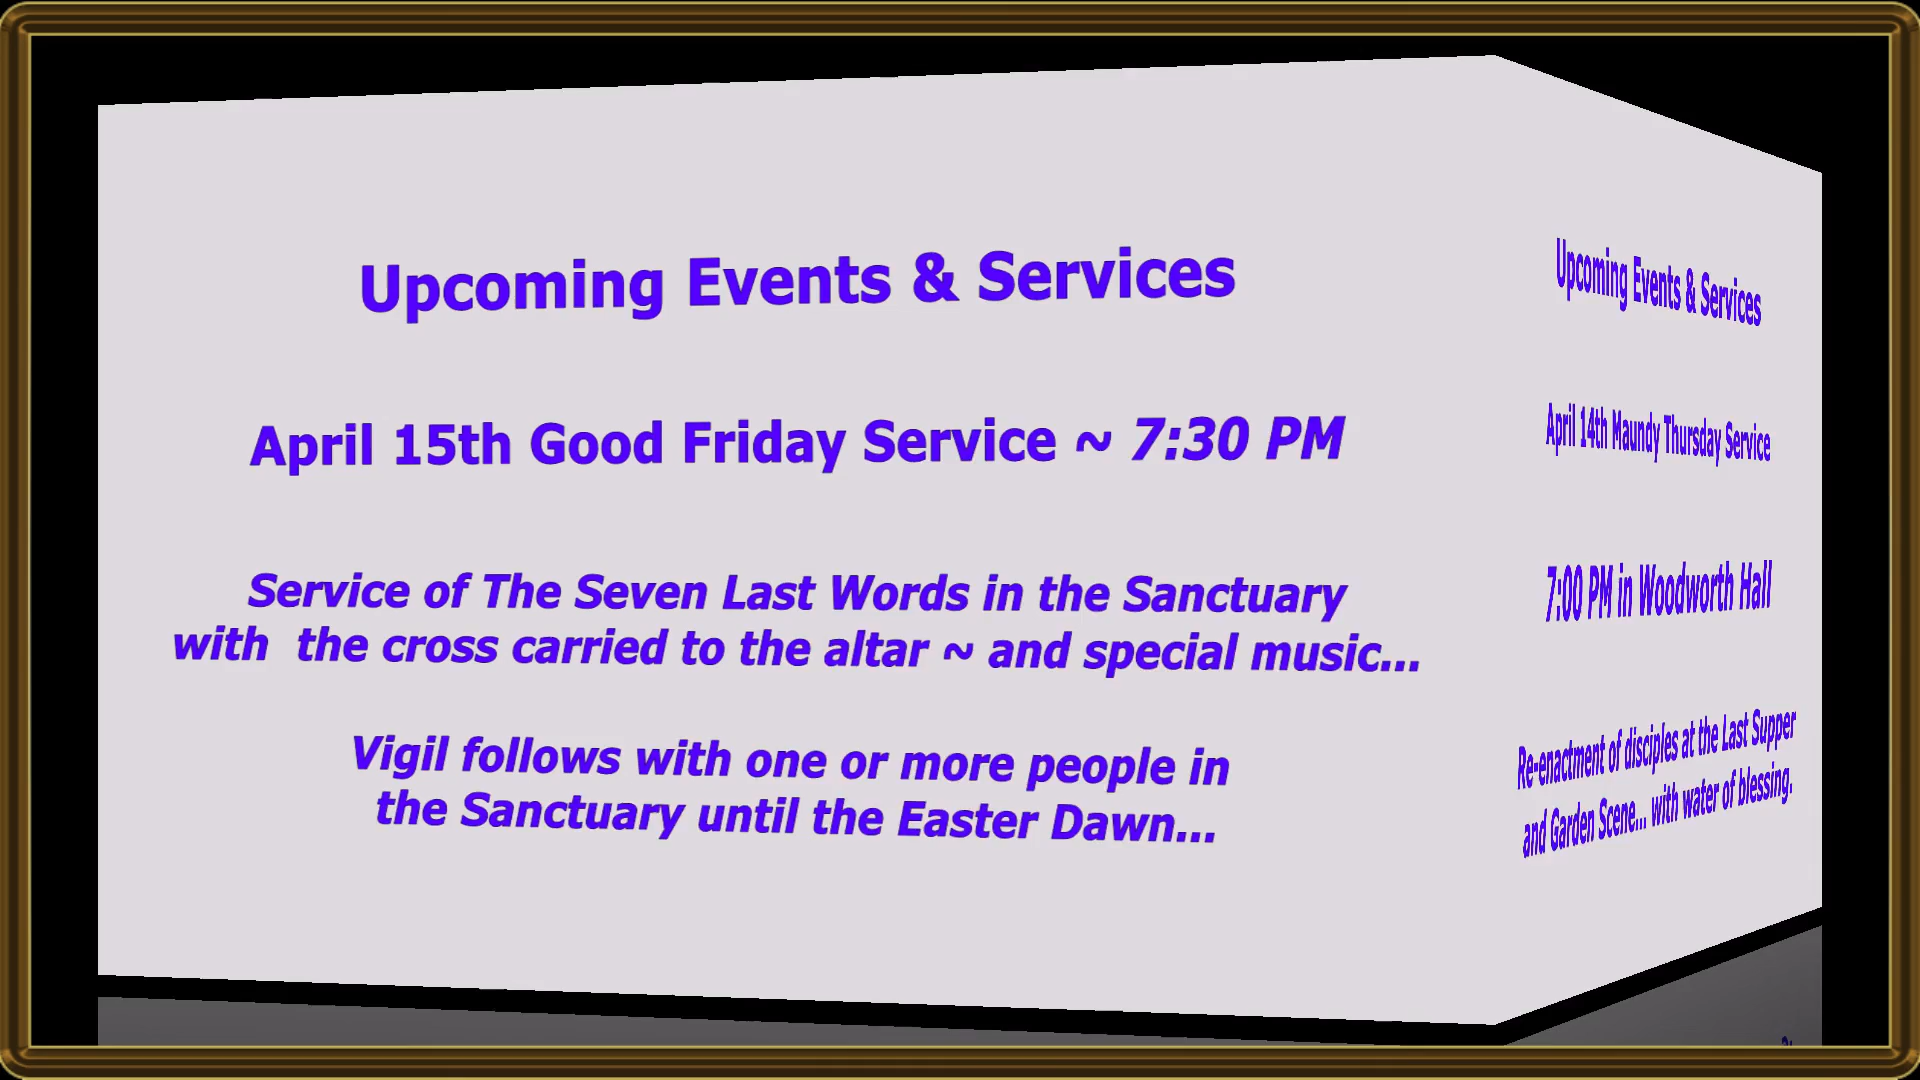 Upcoming Events & Services
April 15th Good Friday Service ~ 7:30 PM
Service of The Seven Last Words in the Sanctuary
with the cross carried to the altar ~ and special music...
Vigil follows with one or more people in
the Sanctuary until the Easter Dawn...
Upcoming Events & Services
April 14th Maundy Thursday Service
7:00 PM in Woodworth Hall
Re-enactment of disciples at the Last Supper
and Garden Scene... with water of blessing.